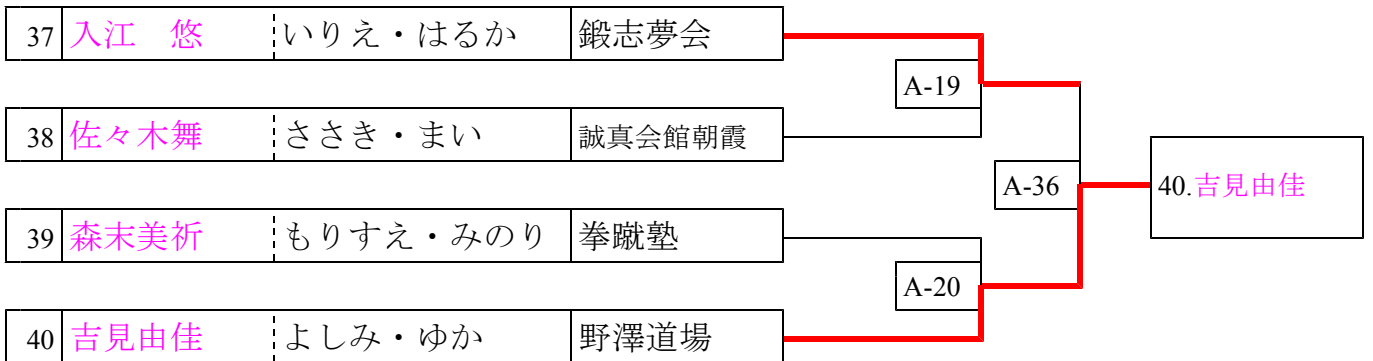 37 入江　悠 いりえ・はるか 鍛志夢会
A-19
38 佐々木舞 ささき・まい 誠真会館朝霞
A-36
40.吉見由佳
39 森末美祈 もりすえ・みのり 拳蹴塾
A-20
40 吉見由佳 よしみ・ゆか 野澤道場